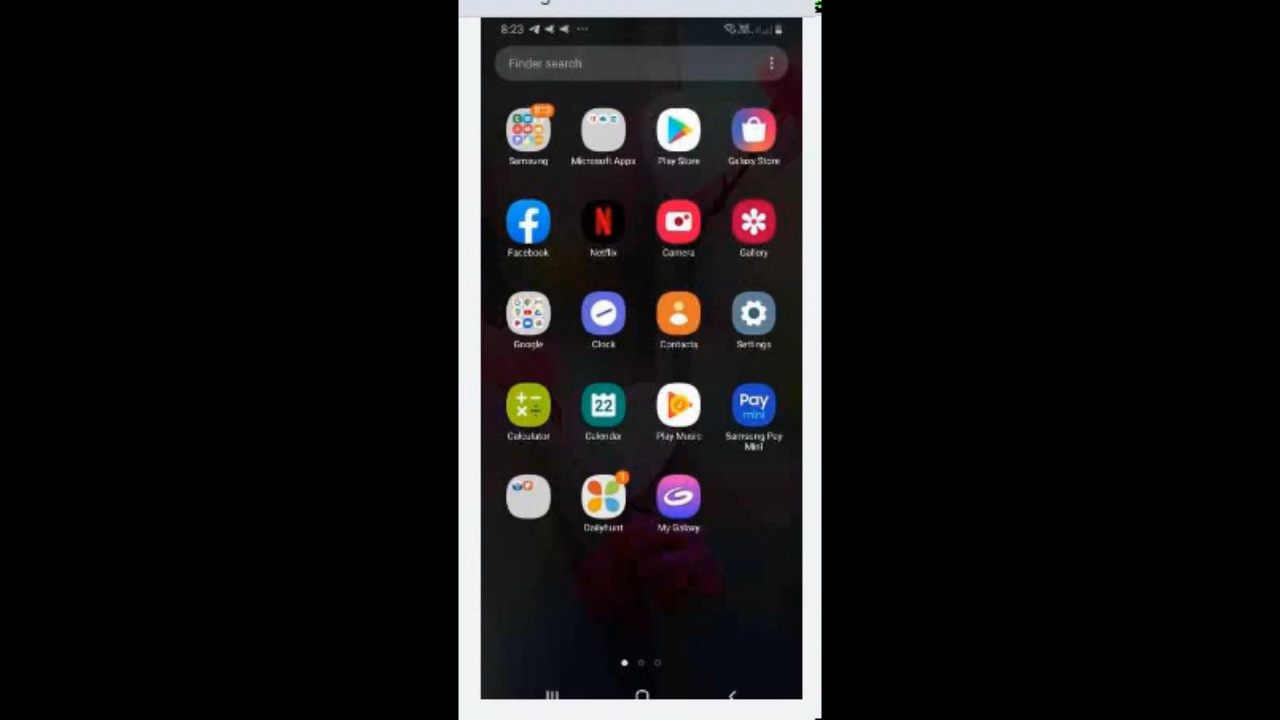 8:23
Finder search
Samsung
Microsoft Apps
Play Store
Galaxy Store
Facebook
Netflix
Camera
Gallery
Google
Clock
Contacts
Settings
22
Pay
mini
Calculator
Calendar
Play Music
Samsung Pay
Mini
Dailyhunt
My Galaxy